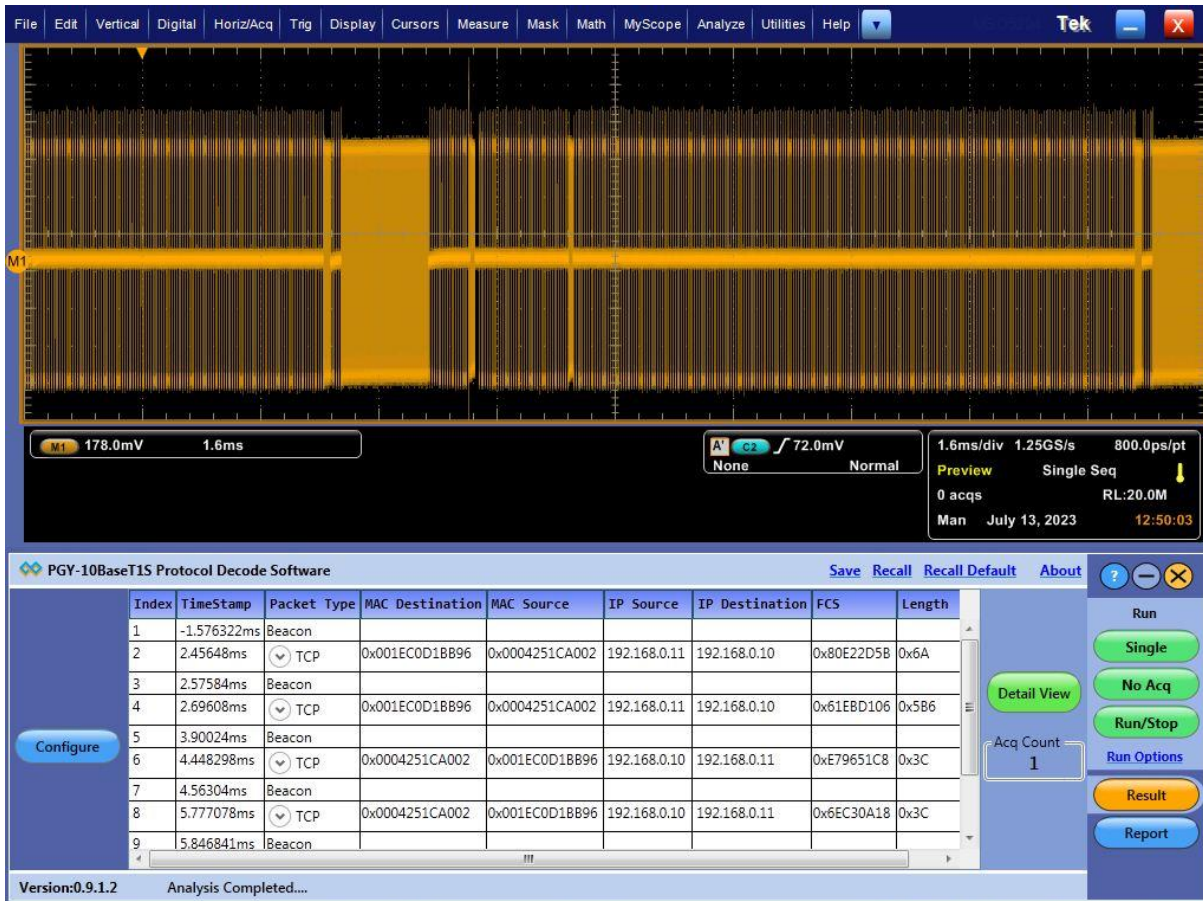 File Edit Vertical Digital Horiz/Acq Trig Display Cursors Measure Mask Math MyScope Analyze Utilities Help Tek X
M1
M1 178.0mV 1.6ms
A' C2 72.0mV
None Normal
1.6ms/div 1.25GS/s 800.0ps/pt
Preview Single Seq
0 acqs RL:20.0M
Man July 13, 2023 12:50:03
PGY-10BaseT1S Protocol Decode Software Save Recall Recall Default About ?
Index TimeStamp Packet Type MAC Destination MAC Source IP Source IP Destination FCS Length
1 -1.576322ms Beacon
2 2.45648ms TCP 0x001EC0D1BB96 0x0004251CA002 192.168.0.11 192.168.0.10 0x80E22D5B 0x6A
3 2.57584ms Beacon
4 2.69608ms TCP 0x001EC0D1BB96 0x0004251CA002 192.168.0.11 192.168.0.10 0x61EBD106 0x5B6
5 3.90024ms Beacon
6 4.448298ms TCP 0x0004251CA002 0x001EC0D1BB96 192.168.0.10 192.168.0.11 0xE79651C8 0x3C
7 4.56304ms Beacon
8 5.777078ms TCP 0x0004251CA002 0x001EC0D1BB96 192.168.0.10 192.168.0.11 0x6EC30A18 0x3C
9 5.846841ms Beacon
Configure
Detail View
Acq Count
1
Run
Single
No Acq
Run/Stop
Run Options
Result
Report
Version:0.9.1.2 Analysis Completed....